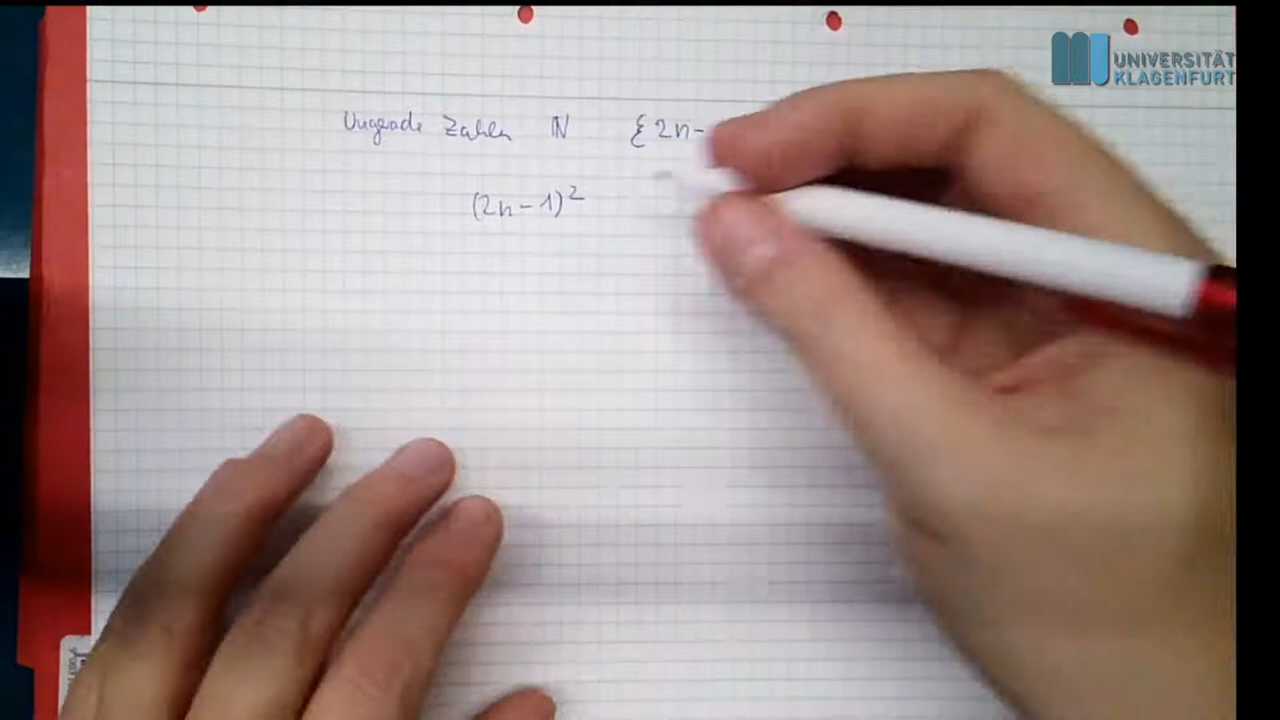 UNIVERSITÄT
KLAGENFURT
Ungerade Zahlen ℕ { 2n-
(2n - 1)²